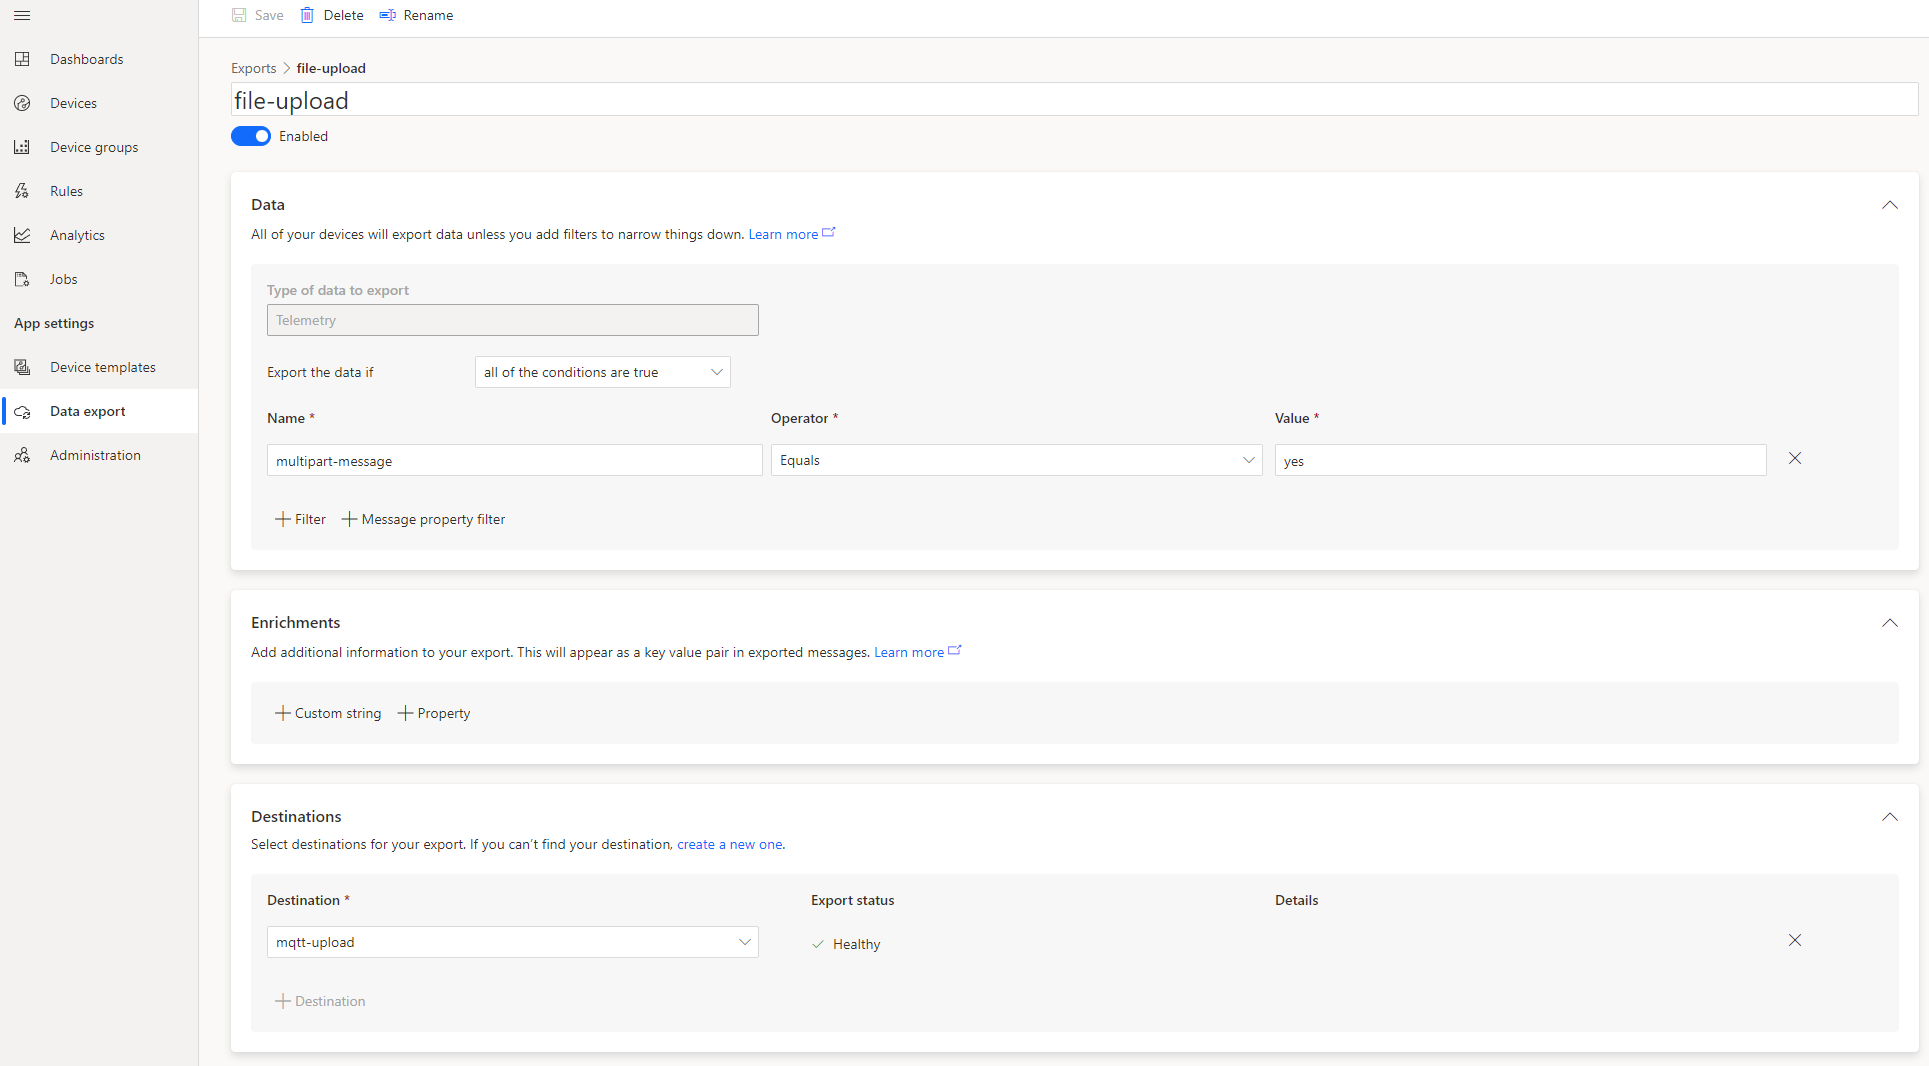 Save Delete Rename
Dashboards
Devices
Device groups
Rules
Analytics
Jobs
App settings
Device templates
Data export
Administration
Exports > file-upload
file-upload
Enabled
Data
All of your devices will export data unless you add filters to narrow things down. Learn more
Type of data to export
Telemetry
Export the data if all of the conditions are true
Name * Operator * Value *
multipart-message Equals yes
+ Filter + Message property filter
Enrichments
Add additional information to your export. This will appear as a key value pair in exported messages. Learn more
+ Custom string + Property
Destinations
Select destinations for your export. If you can't find your destination, create a new one.
Destination * Export status Details
mqtt-upload Healthy
+ Destination